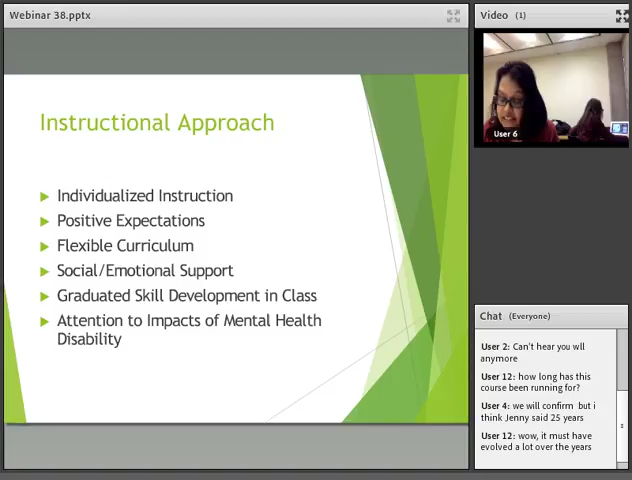 Webinar 38.pptx
Instructional Approach
Individualized Instruction
Positive Expectations
Flexible Curriculum
Social/Emotional Support
Graduated Skill Development in Class
Attention to Impacts of Mental Health
Disability
Video (1)
User 6
Chat (Everyone)
User 2: Can't hear you wll
anymore
User 12: how long has this
course been running for?
User 4: we will confirm but i
think Jenny said 25 years
User 12: wow, it must have
evolved a lot over the years